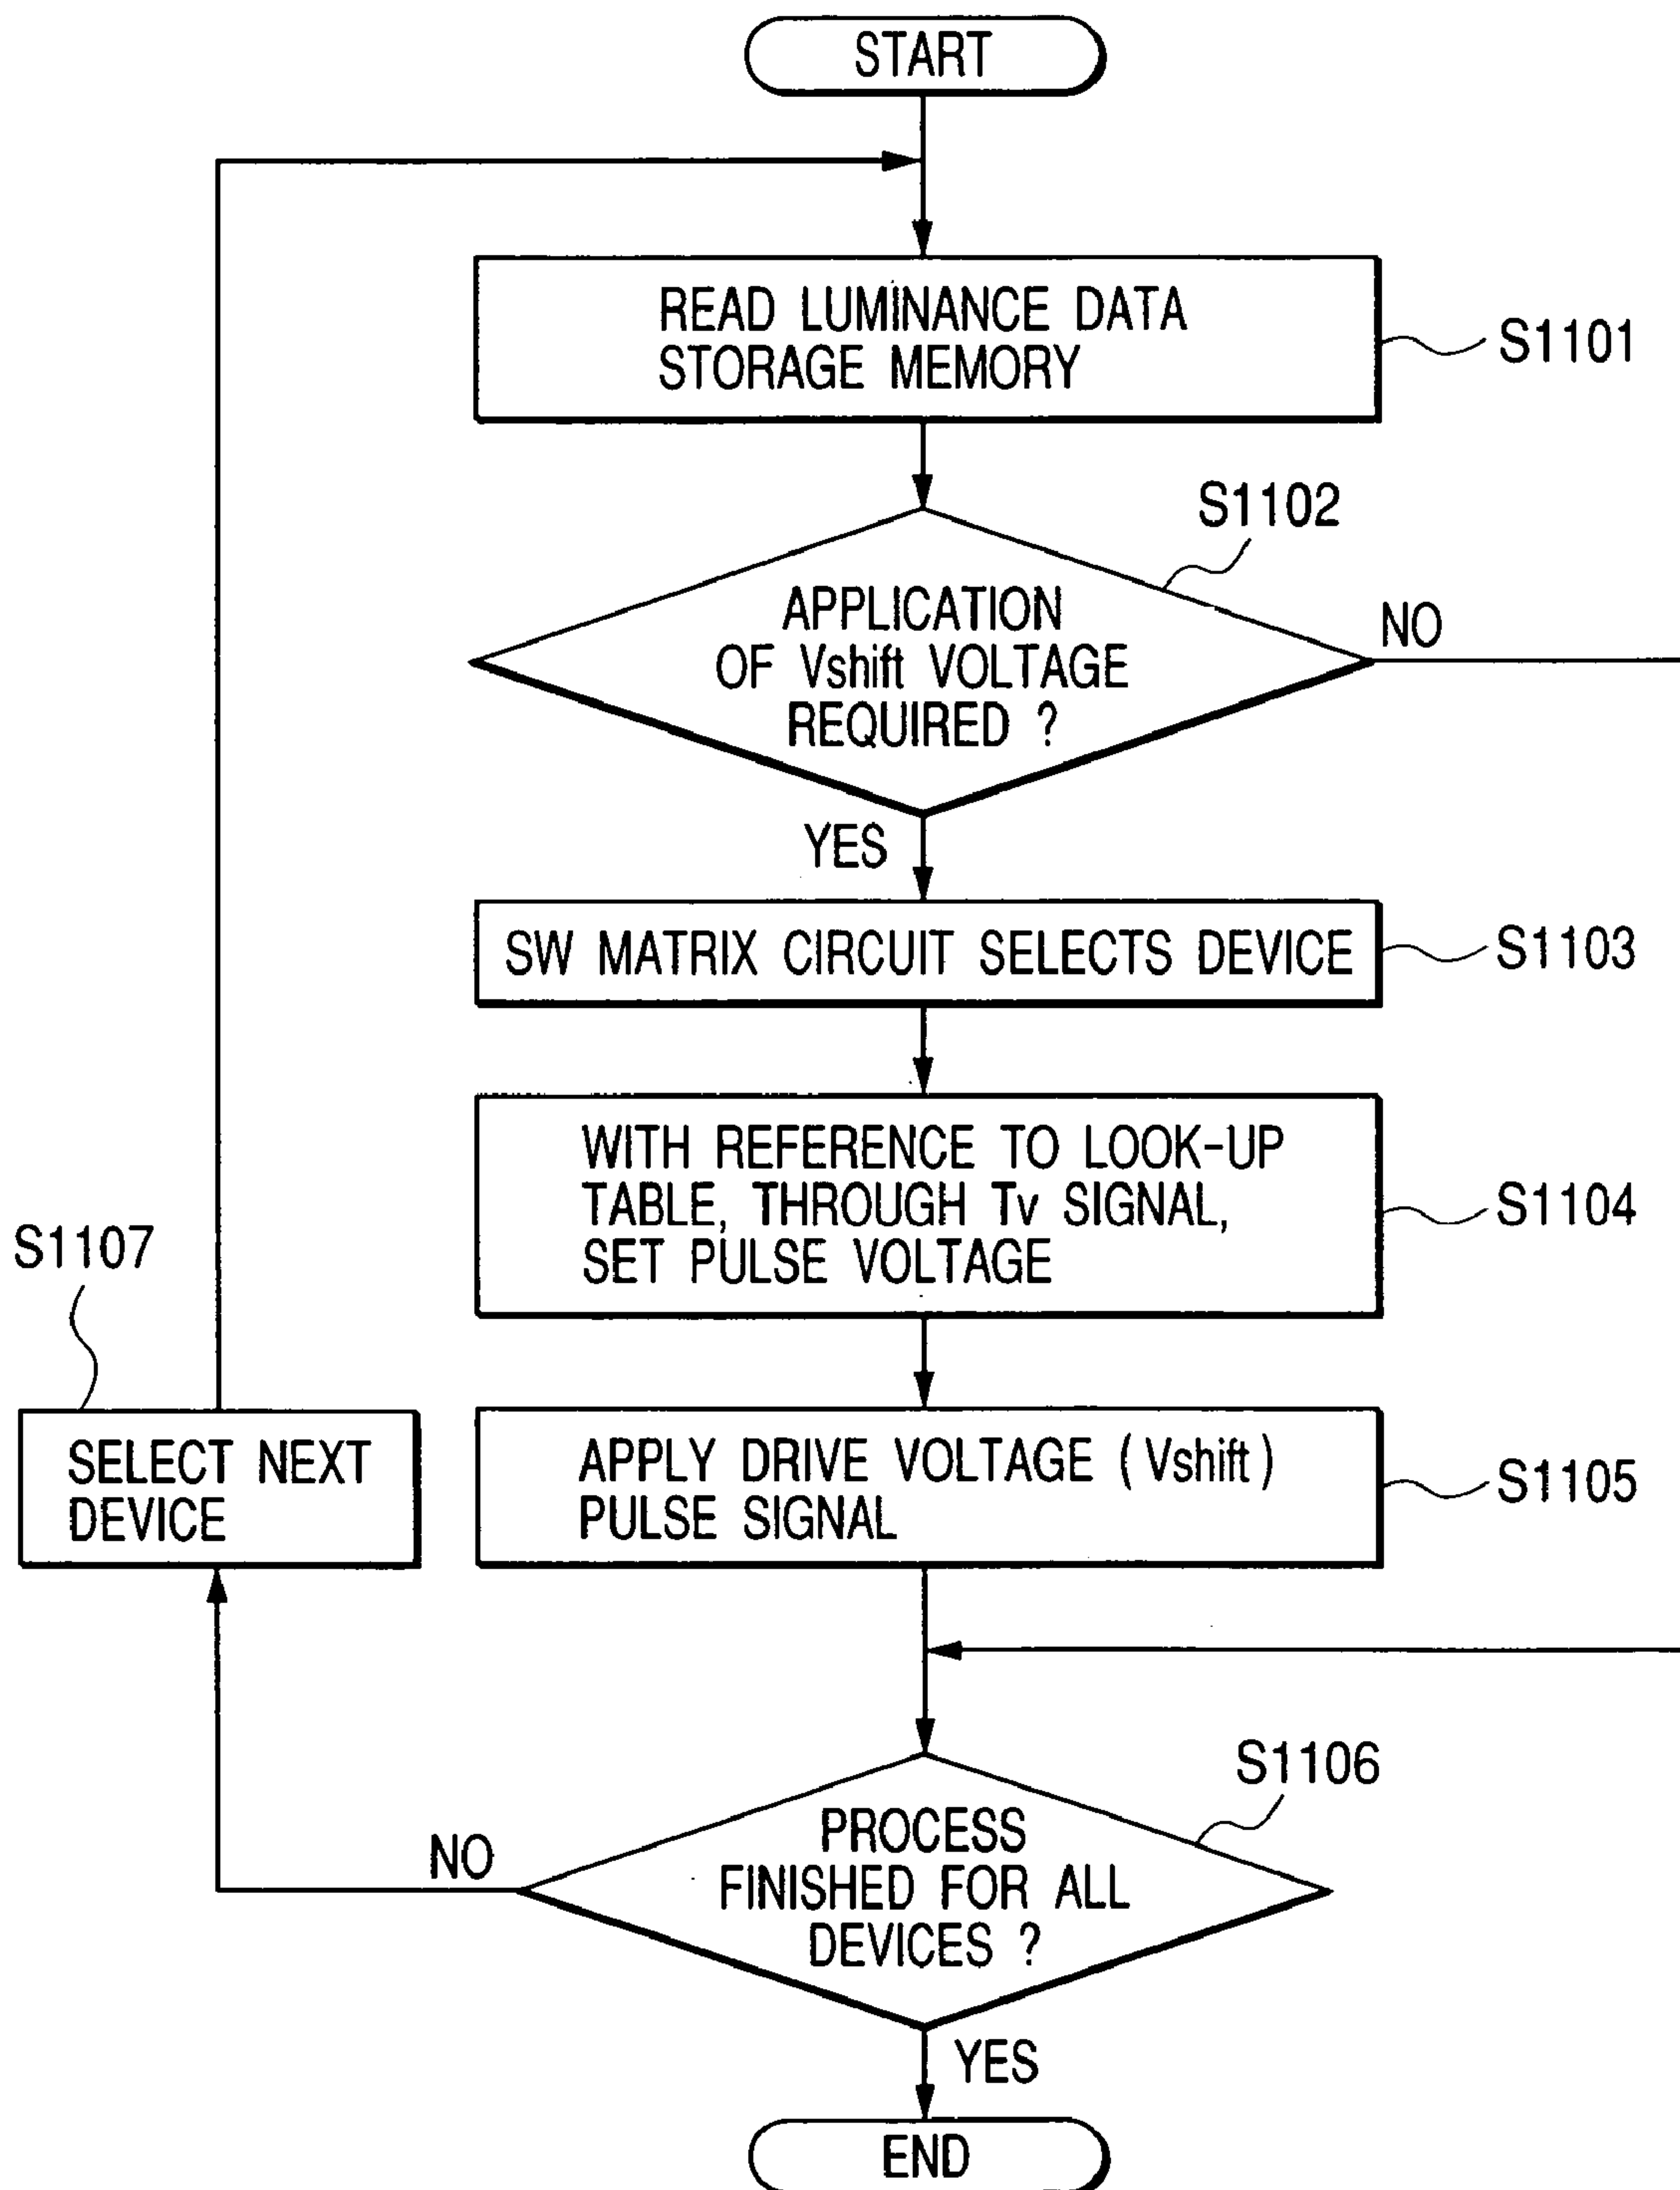 START
READ LUMINANCE DATA
STORAGE MEMORY
S1101
S1102
APPLICATION
OF Vshift VOLTAGE
REQUIRED ?
NO
YES
SW MATRIX CIRCUIT SELECTS DEVICE
S1103
WITH REFERENCE TO LOOK-UP
TABLE, THROUGH Tv SIGNAL,
SET PULSE VOLTAGE
S1104
S1107
SELECT NEXT
DEVICE
APPLY DRIVE VOLTAGE (Vshift)
PULSE SIGNAL
S1105
S1106
PROCESS
FINISHED FOR ALL
DEVICES ?
NO
YES
END